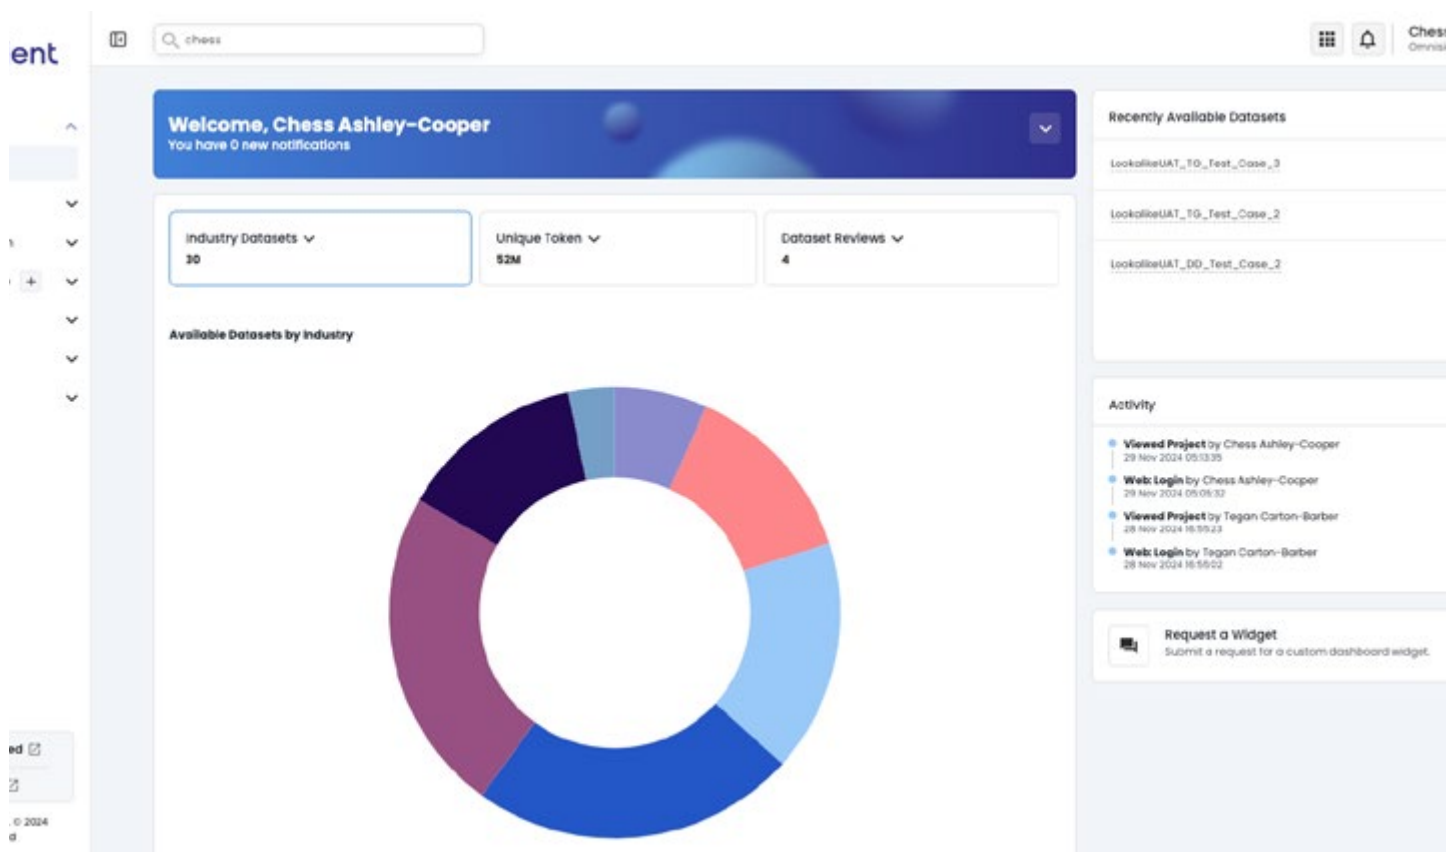 ent
chess
Chess
Welcome, Chess Ashley-Cooper
You have 0 new notifications
Industry Datasets
30
Unique Token
52M
Dataset Reviews
4
Available Datasets by Industry
Recently Available Datasets
LookalikeUAT_TG_Test_Case_3
LookalikeUAT_TG_Test_Case_2
LookalikeUAT_DD_Test_Case_2
Activity
Viewed Project by Chess Ashley-Cooper
29 Nov 2024 05:13:35
Web: Login by Chess Ashley-Cooper
29 Nov 2024 05:05:32
Viewed Project by Tegan Carton-Barber
28 Nov 2024 16:55:23
Web: Login by Tegan Carton-Barber
28 Nov 2024 16:55:02
Request a Widget
Submit a request for a custom dashboard widget.
ed
. © 2024
d